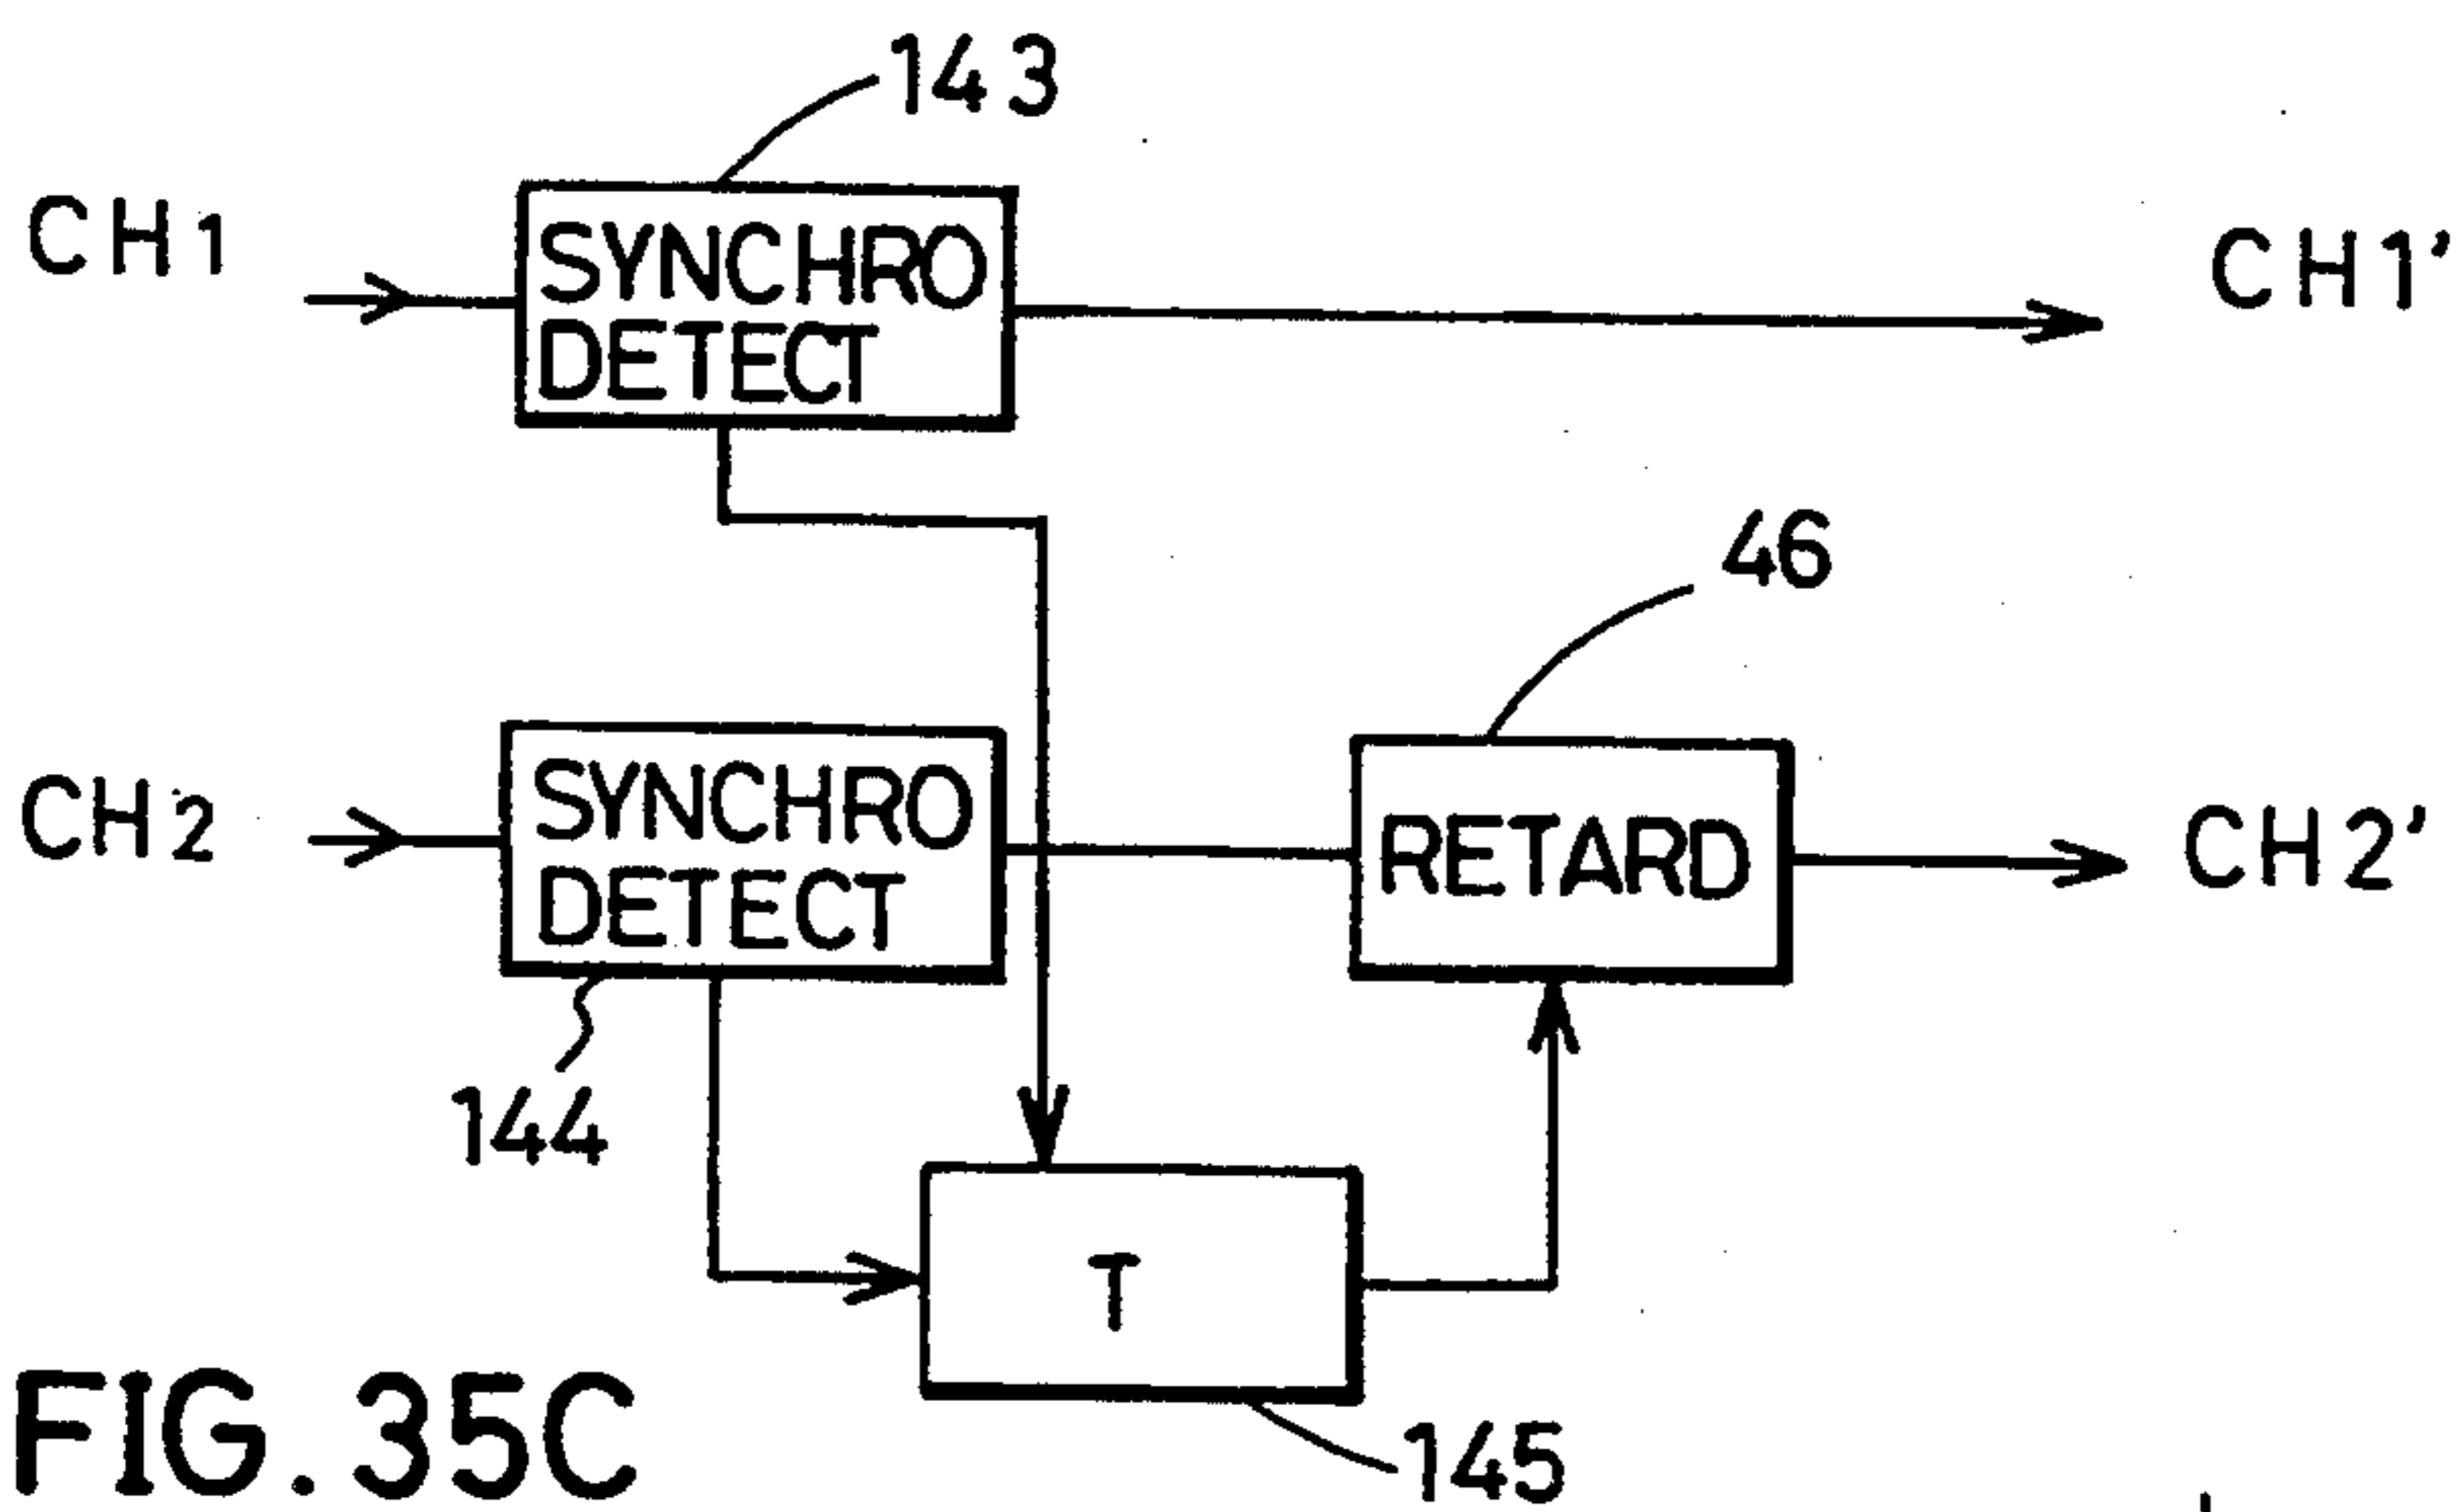 143
CH1
SYNCHRO
DETECT
CH1'
46
CH2
SYNCHRO
DETECT
RETARD
CH2'
144
T
FIG. 35C
145